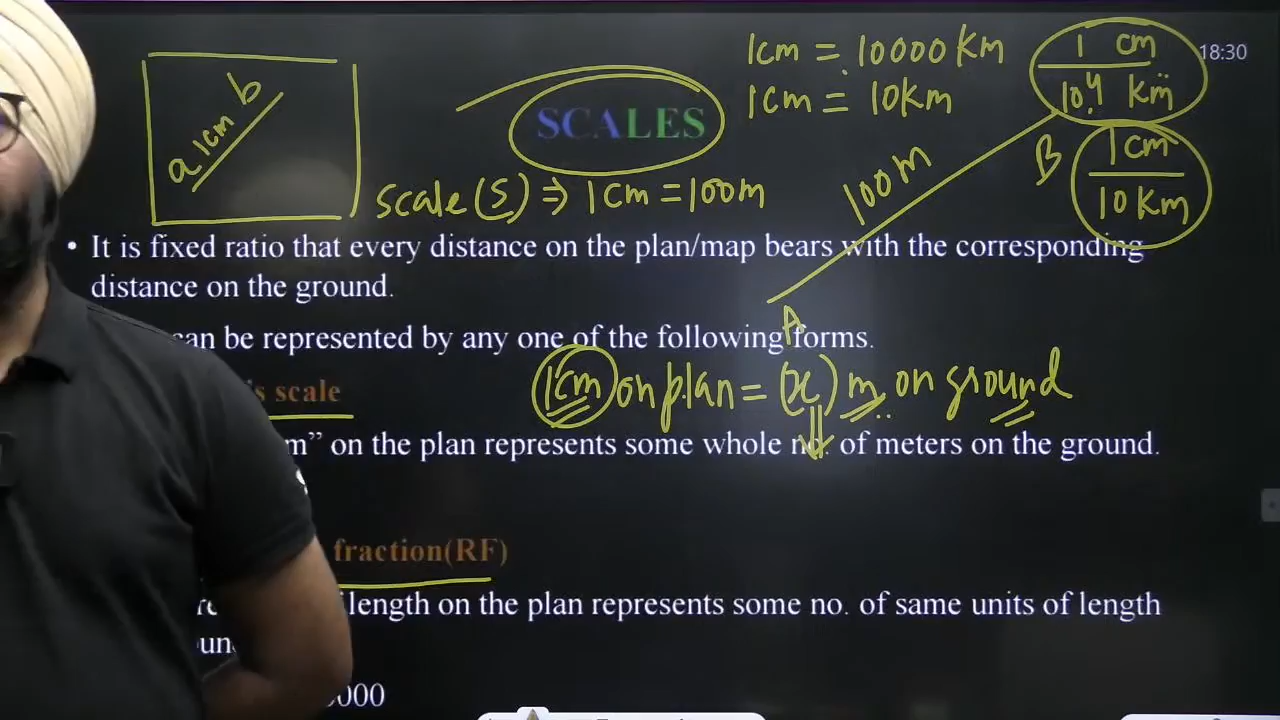 1cm = 10000 Km
1cm = 10Km
1 cm
10.4 Km
18:30
SCALES
a 1cm b
100m
B
1cm
10 Km
scale (s) ⇒ 1cm = 100m
• It is fixed ratio that every distance on the plan/map bears with the corresponding
distance on the ground.
A
can be represented by any one of the following forms.
scale
1cm on plan = (x) m on ground
m” on the plan represents some whole no. of meters on the ground.
fraction(RF)
length on the plan represents some no. of same units of length